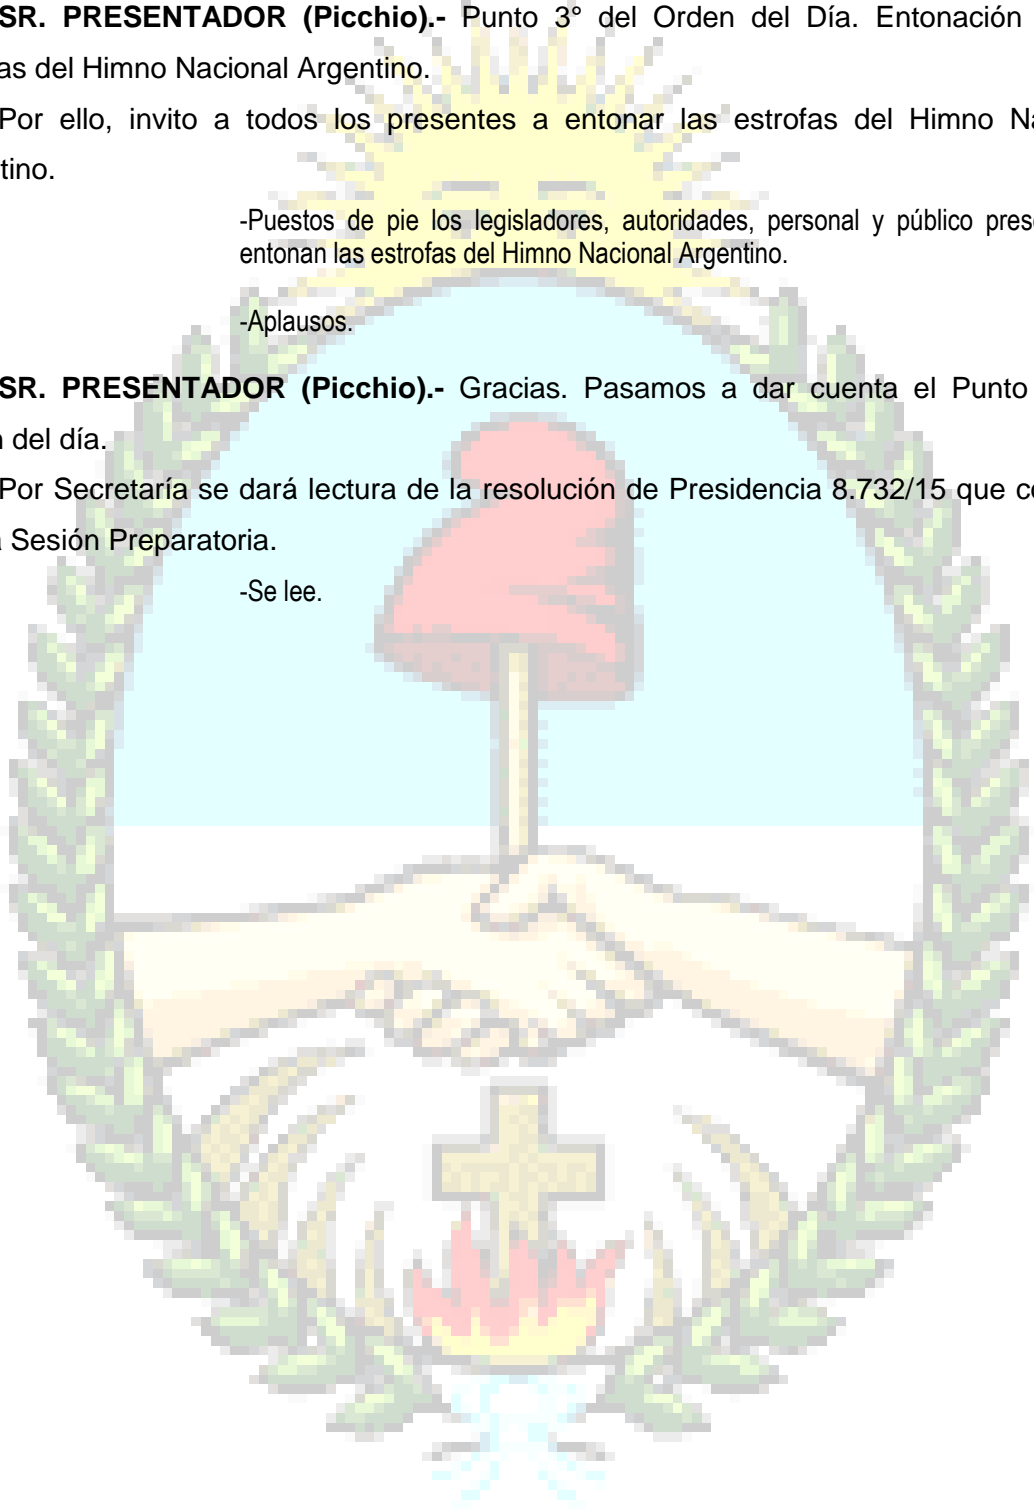 SR. PRESENTADOR (Picchio).- Punto 3° del Orden del Día. Entonación
as del Himno Nacional Argentino.
Por ello, invito a todos los presentes a entonar las estrofas del Himno Na
tino.
-Puestos de pie los legisladores, autoridades, personal y público pres
entonan las estrofas del Himno Nacional Argentino.
-Aplausos.
SR. PRESENTADOR (Picchio).- Gracias. Pasamos a dar cuenta el Punto
del día.
Por Secretaría se dará lectura de la resolución de Presidencia 8.732/15 que c
a Sesión Preparatoria.
-Se lee.